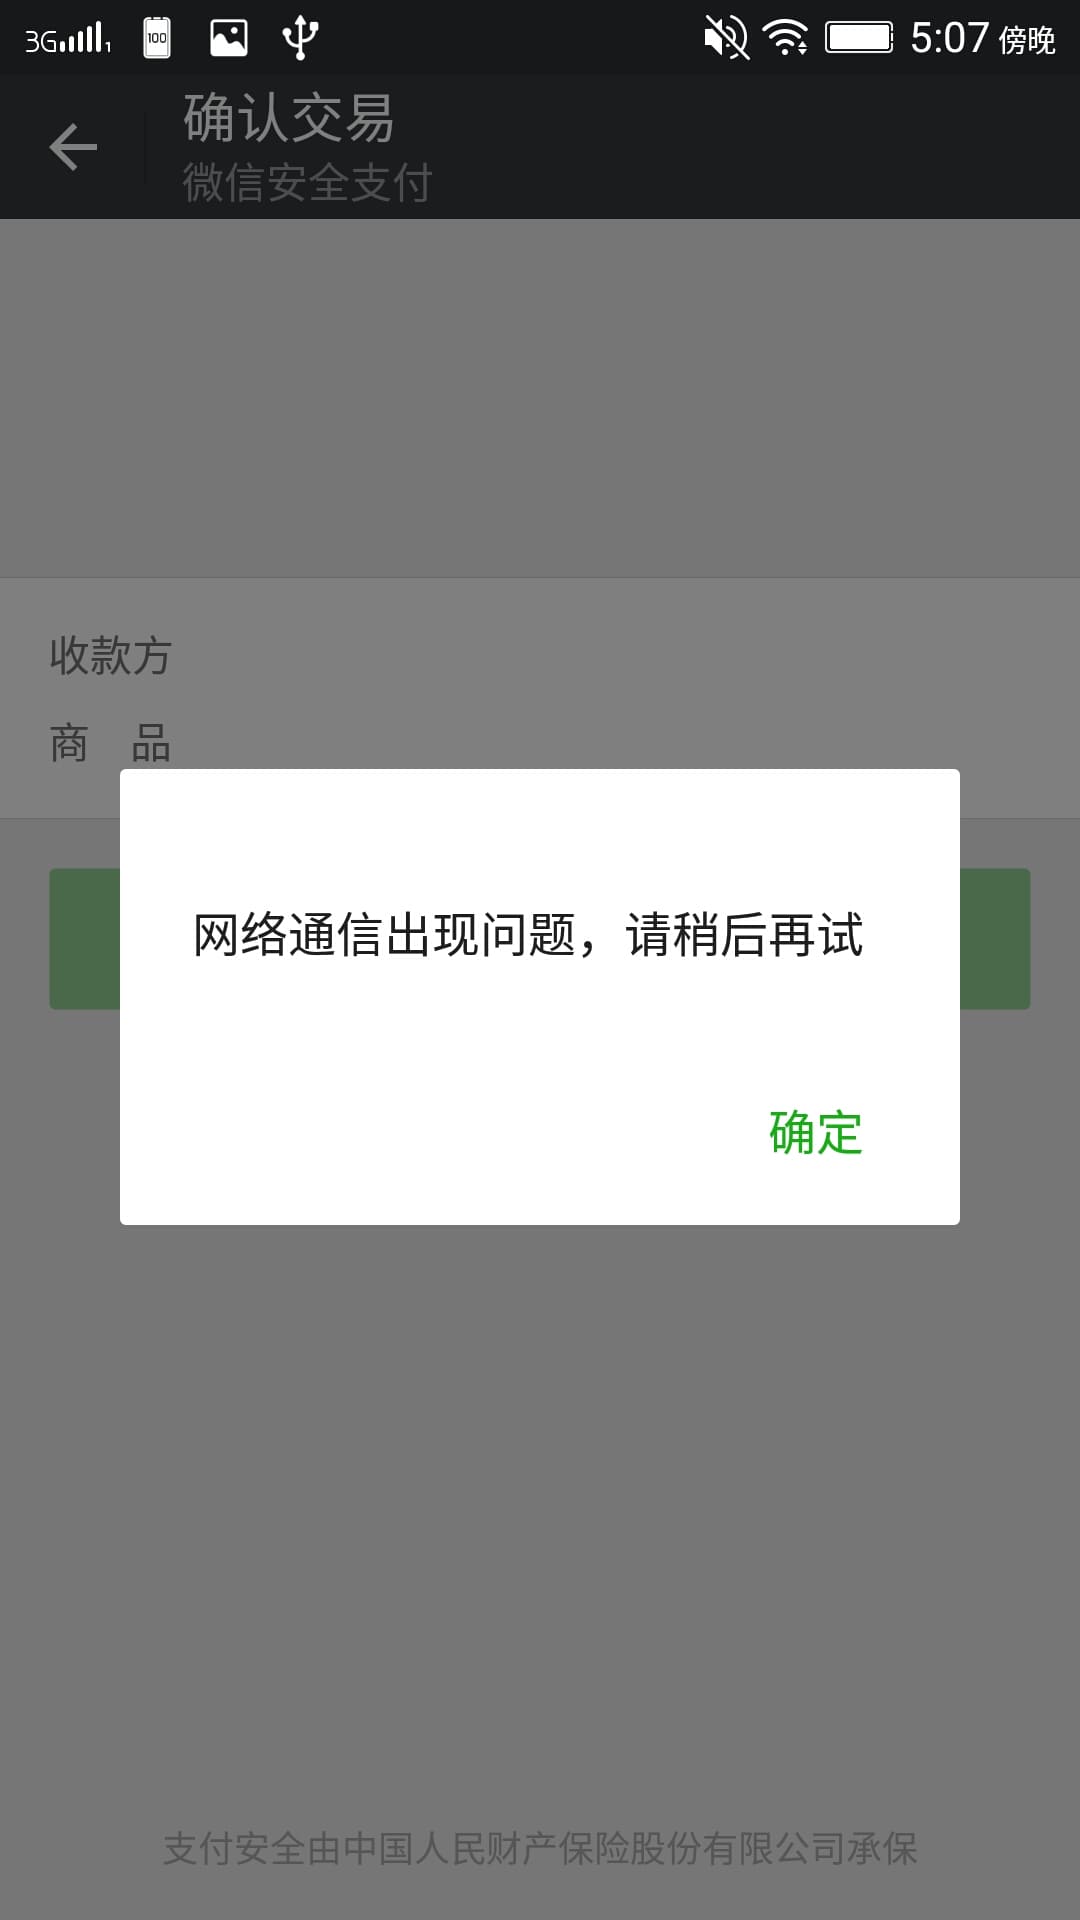 3G 1 100 5:07 傍晚
确认交易
微信安全支付
收款方
商 品
网络通信出现问题，请稍后再试
确定
支付安全由中国人民财产保险股份有限公司承保